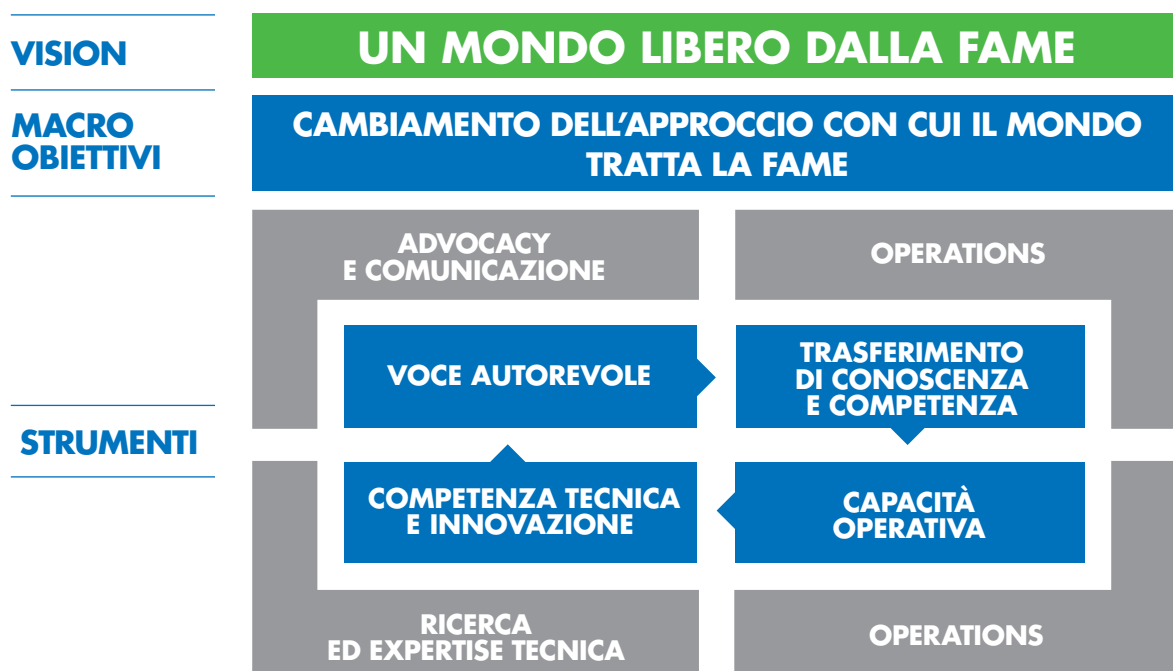 VISION
UN MONDO LIBERO DALLA FAME
MACRO
OBIETTIVI
CAMBIAMENTO DELL'APPROCCIO CON CUI IL MONDO
TRATTA LA FAME
STRUMENTI
ADVOCACY
E COMUNICAZIONE
OPERATIONS
VOCE AUTOREVOLE
TRASFERIMENTO
DI CONOSCENZA
E COMPETENZA
COMPETENZA TECNICA
E INNOVAZIONE
CAPACITÀ
OPERATIVA
RICERCA
ED EXPERTISE TECNICA
OPERATIONS